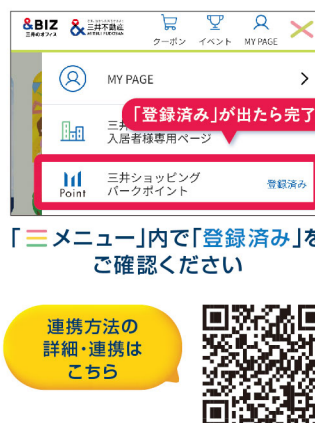 &BIZ
三井のオフィス
三井不動産
MITSUI FUDOSAN
クーポン イベント MY PAGE
MY PAGE
「登録済み」が出たら完了
三井
入居者様専用ページ
三井ショッピング
パークポイント
Point
登録済み
「三メニュー」内で「登録済み」を
ご確認ください
連携方法の
詳細・連携は
こちら